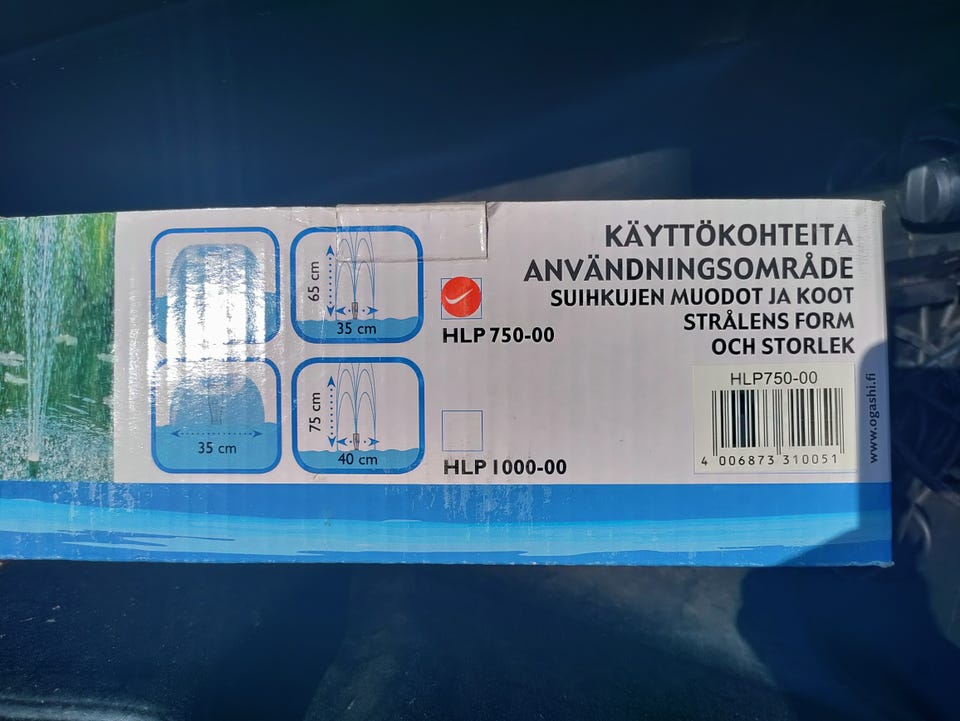 65 cm
35 cm
HLP 750-00
35 cm
75 cm
40 cm
HLP 1000-00
KÄYTTÖKOHTEITA
ANVÄNDNINGSOMRÅDE
SUIHKUJEN MUODOT JA KOOT
STRÅLENS FORM
OCH STORLEK
HLP750-00
4 006873 310051
www.ogashi.fi